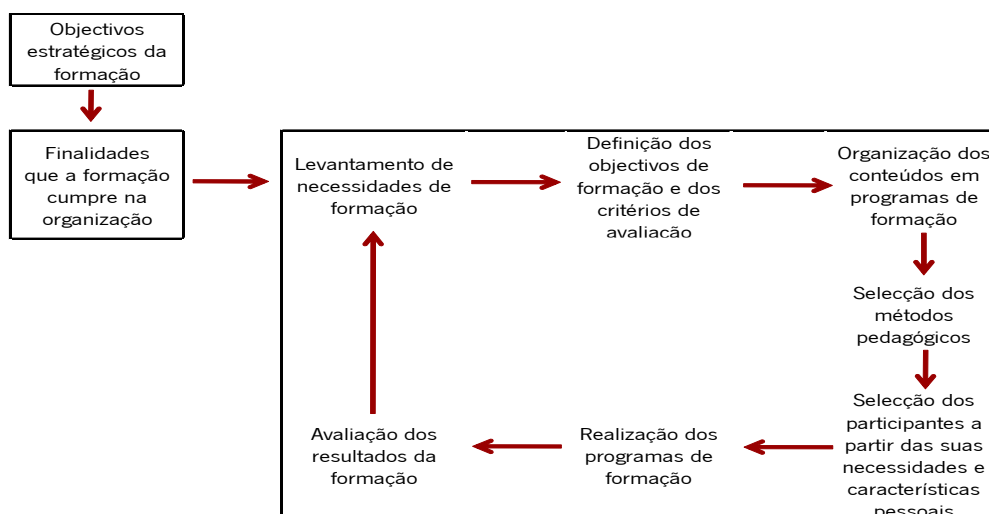 Objectivos
estratégicos da
formação
Finalidades
que a formação
cumpre na
organização
Levantamento de
necessidades de
formação
Definição dos
objectivos de
formação e dos
critérios de
avaliação
Organização dos
conteúdos em
programas de
formação
Selecção dos
métodos
pedagógicos
Selecção dos
participantes a
partir das suas
necessidades e
características
pessoais
Realização dos
programas de
formação
Avaliação dos
resultados da
formação